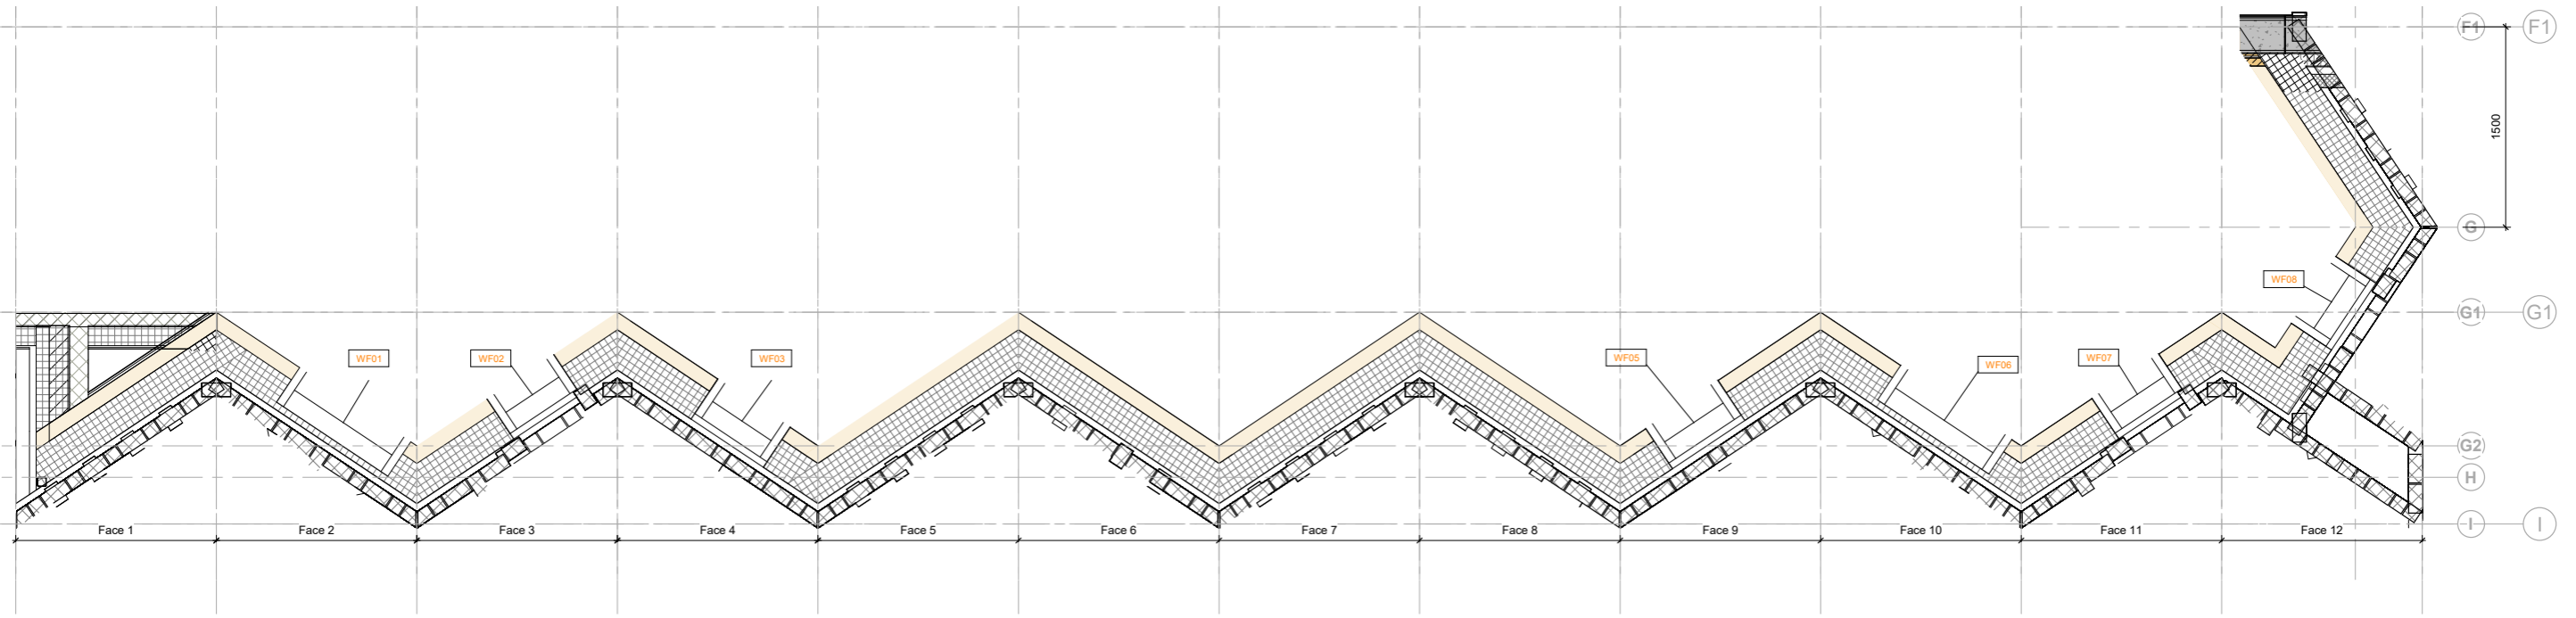 F1 F1
1500
G
WF08
G1 G1
WF01 WF02 WF03 WF05 WF06 WF07
G2
H
I I
Face 1 Face 2 Face 3 Face 4 Face 5 Face 6 Face 7 Face 8 Face 9 Face 10 Face 11 Face 12